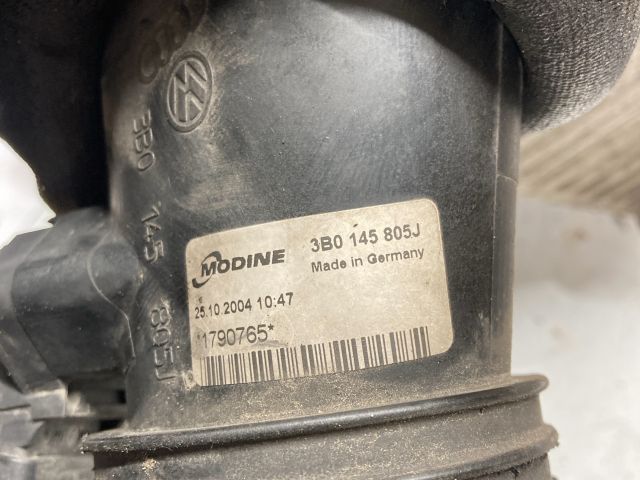 3B0 145 805J
MODINE
3B0 145 805J
Made in Germany
25.10.2004 10:47
*1790765*